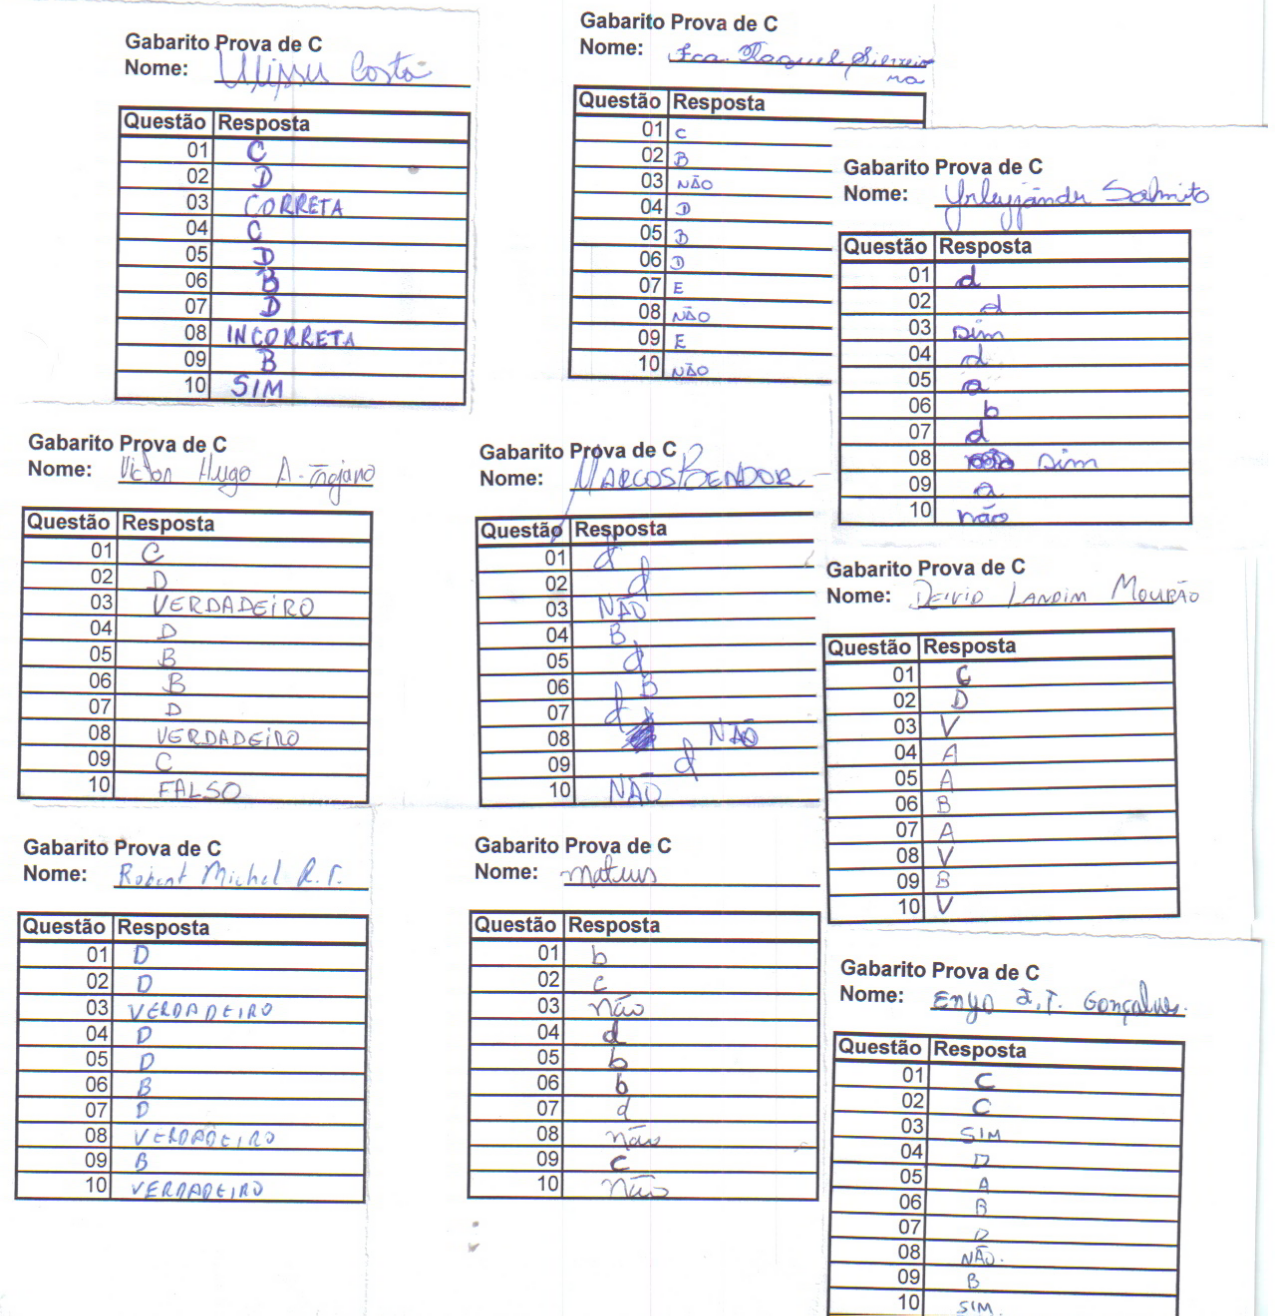 Gabarito Prova de C
Nome: Costa
Questão Resposta
01 C
02 D
03 CORRETA
04 C
05 D
06 B
07 D
08 INCORRETA
09 B
10 SIM
Gabarito Prova de C
Nome: Fca. Raquel
Questão Resposta
01 C
02 B
03 NÃO
04 D
05 B
06 D
07 E
08 NÃO
09 E
10 NÃO
Gabarito Prova de C
Nome: Salmito
Questão Resposta
01 d
02 d
03 sim
04 d
05 a
06 b
07 d
08 sim
09 a
10 não
Gabarito Prova de C
Nome: Victor Hugo A. Trojano
Questão Resposta
01 C
02 D
03 VERDADEIRO
04 D
05 B
06 B
07 D
08 VERDADEIRO
09 C
10 FALSO
Gabarito Prova de C
Nome: MARCOS BENDOR
Questão Resposta
01 d
02 d
03 NÃO
04 B
05 d
06 B
07 d
08 NÃO
09 d
10 NÃO
Gabarito Prova de C
Nome: DEIVID LANDIM MOURÃO
Questão Resposta
01 C
02 D
03 V
04 A
05 A
06 B
07 A
08 V
09 B
10 V
Gabarito Prova de C
Nome: Robert Michel R. F.
Questão Resposta
01 D
02 D
03 VERDADEIRO
04 D
05 D
06 B
07 D
08 VERDADEIRO
09 B
10 VERDADEIRO
Gabarito Prova de C
Nome: mateus
Questão Resposta
01 b
02 c
03 não
04 d
05 b
06 b
07 d
08 não
09 c
10 não
Gabarito Prova de C
Nome: Enyo J.T. Gonçalves.
Questão Resposta
01 C
02 C
03 SIM
04 D
05 A
06 B
07 D
08 NÃO.
09 B
10 SIM.